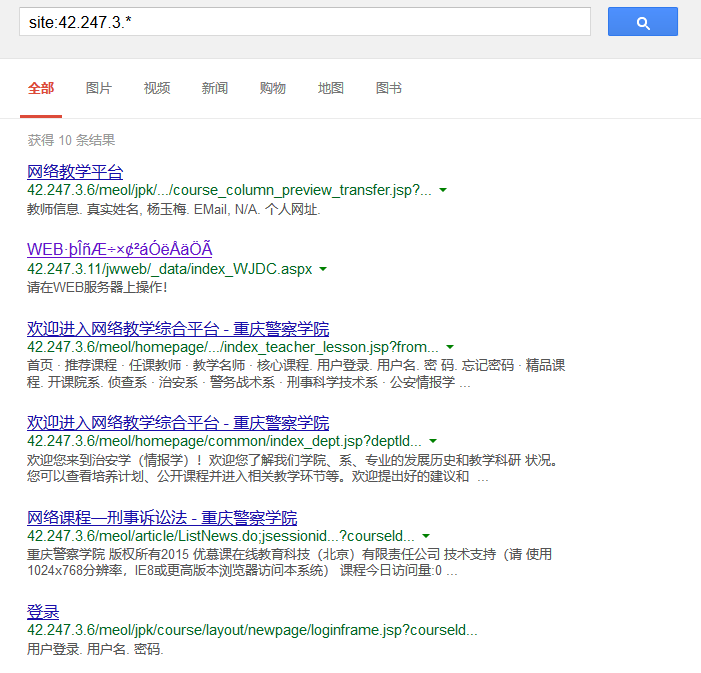 site:42.247.3.*
全部 图片 视频 新闻 购物 地图 图书
获得 10 条结果
网络教学平台
42.247.3.6/meol/jpk/.../course_column_preview_transfer.jsp?...
教师信息. 真实姓名, 杨玉梅. EMail, N/A. 个人网址.
WEB·þÎñÆ÷×¢²áÓëÅäÖÃ
42.247.3.11/jwweb/_data/index_WJDC.aspx
请在WEB服务器上操作！
欢迎进入网络教学综合平台 - 重庆警察学院
42.247.3.6/meol/homepage/.../index_teacher_lesson.jsp?from...
首页 · 推荐课程 · 任课教师 · 教学名师 · 核心课程. 用户登录. 用户名. 密 码. 忘记密码 · 精品课
程. 开课院系. 侦查系 · 治安系 · 警务战术系 · 刑事科学技术系 · 公安情报学 ...
欢迎进入网络教学综合平台 - 重庆警察学院
42.247.3.6/meol/homepage/common/index_dept.jsp?deptId...
欢迎您来到治安学（情报学）！欢迎您了解我们学院、系、专业的发展历史和教学科研 状况。
您可以查看培养计划、公开课程并进入相关教学环节等。欢迎提出好的建议和 ...
网络课程—刑事诉讼法 - 重庆警察学院
42.247.3.6/meol/article/ListNews.do;jsessionid...?courseId...
重庆警察学院 版权所有2015 优慕课在线教育科技（北京）有限责任公司 技术支持（请 使用
1024x768分辨率，IE8或更高版本浏览器访问本系统） 课程今日访问量:0 ...
登录
42.247.3.6/meol/jpk/course/layout/newpage/loginframe.jsp?courseId...
用户登录. 用户名. 密码.